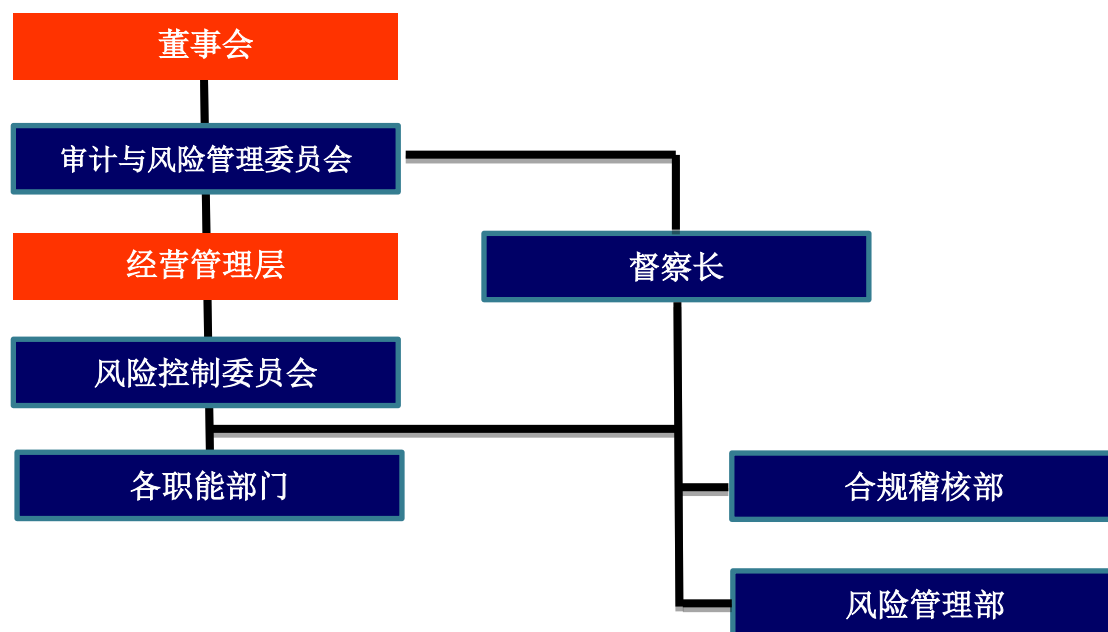 董事会
审计与风险管理委员会
经营管理层
督察长
风险控制委员会
各职能部门
合规稽核部
风险管理部